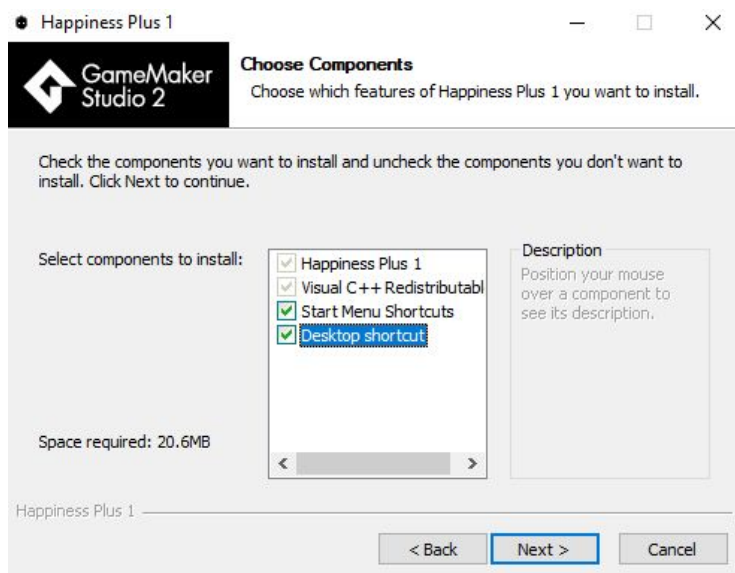 Happiness Plus 1
GameMaker
Studio 2
Choose Components
Choose which features of Happiness Plus 1 you want to install.
Check the components you want to install and uncheck the components you don't want to
install. Click Next to continue.
Select components to install:
Happiness Plus 1
Visual C++ Redistributabl
Start Menu Shortcuts
Desktop shortcut
Description
Position your mouse
over a component to
see its description.
Space required: 20.6MB
Happiness Plus 1
< Back
Next >
Cancel